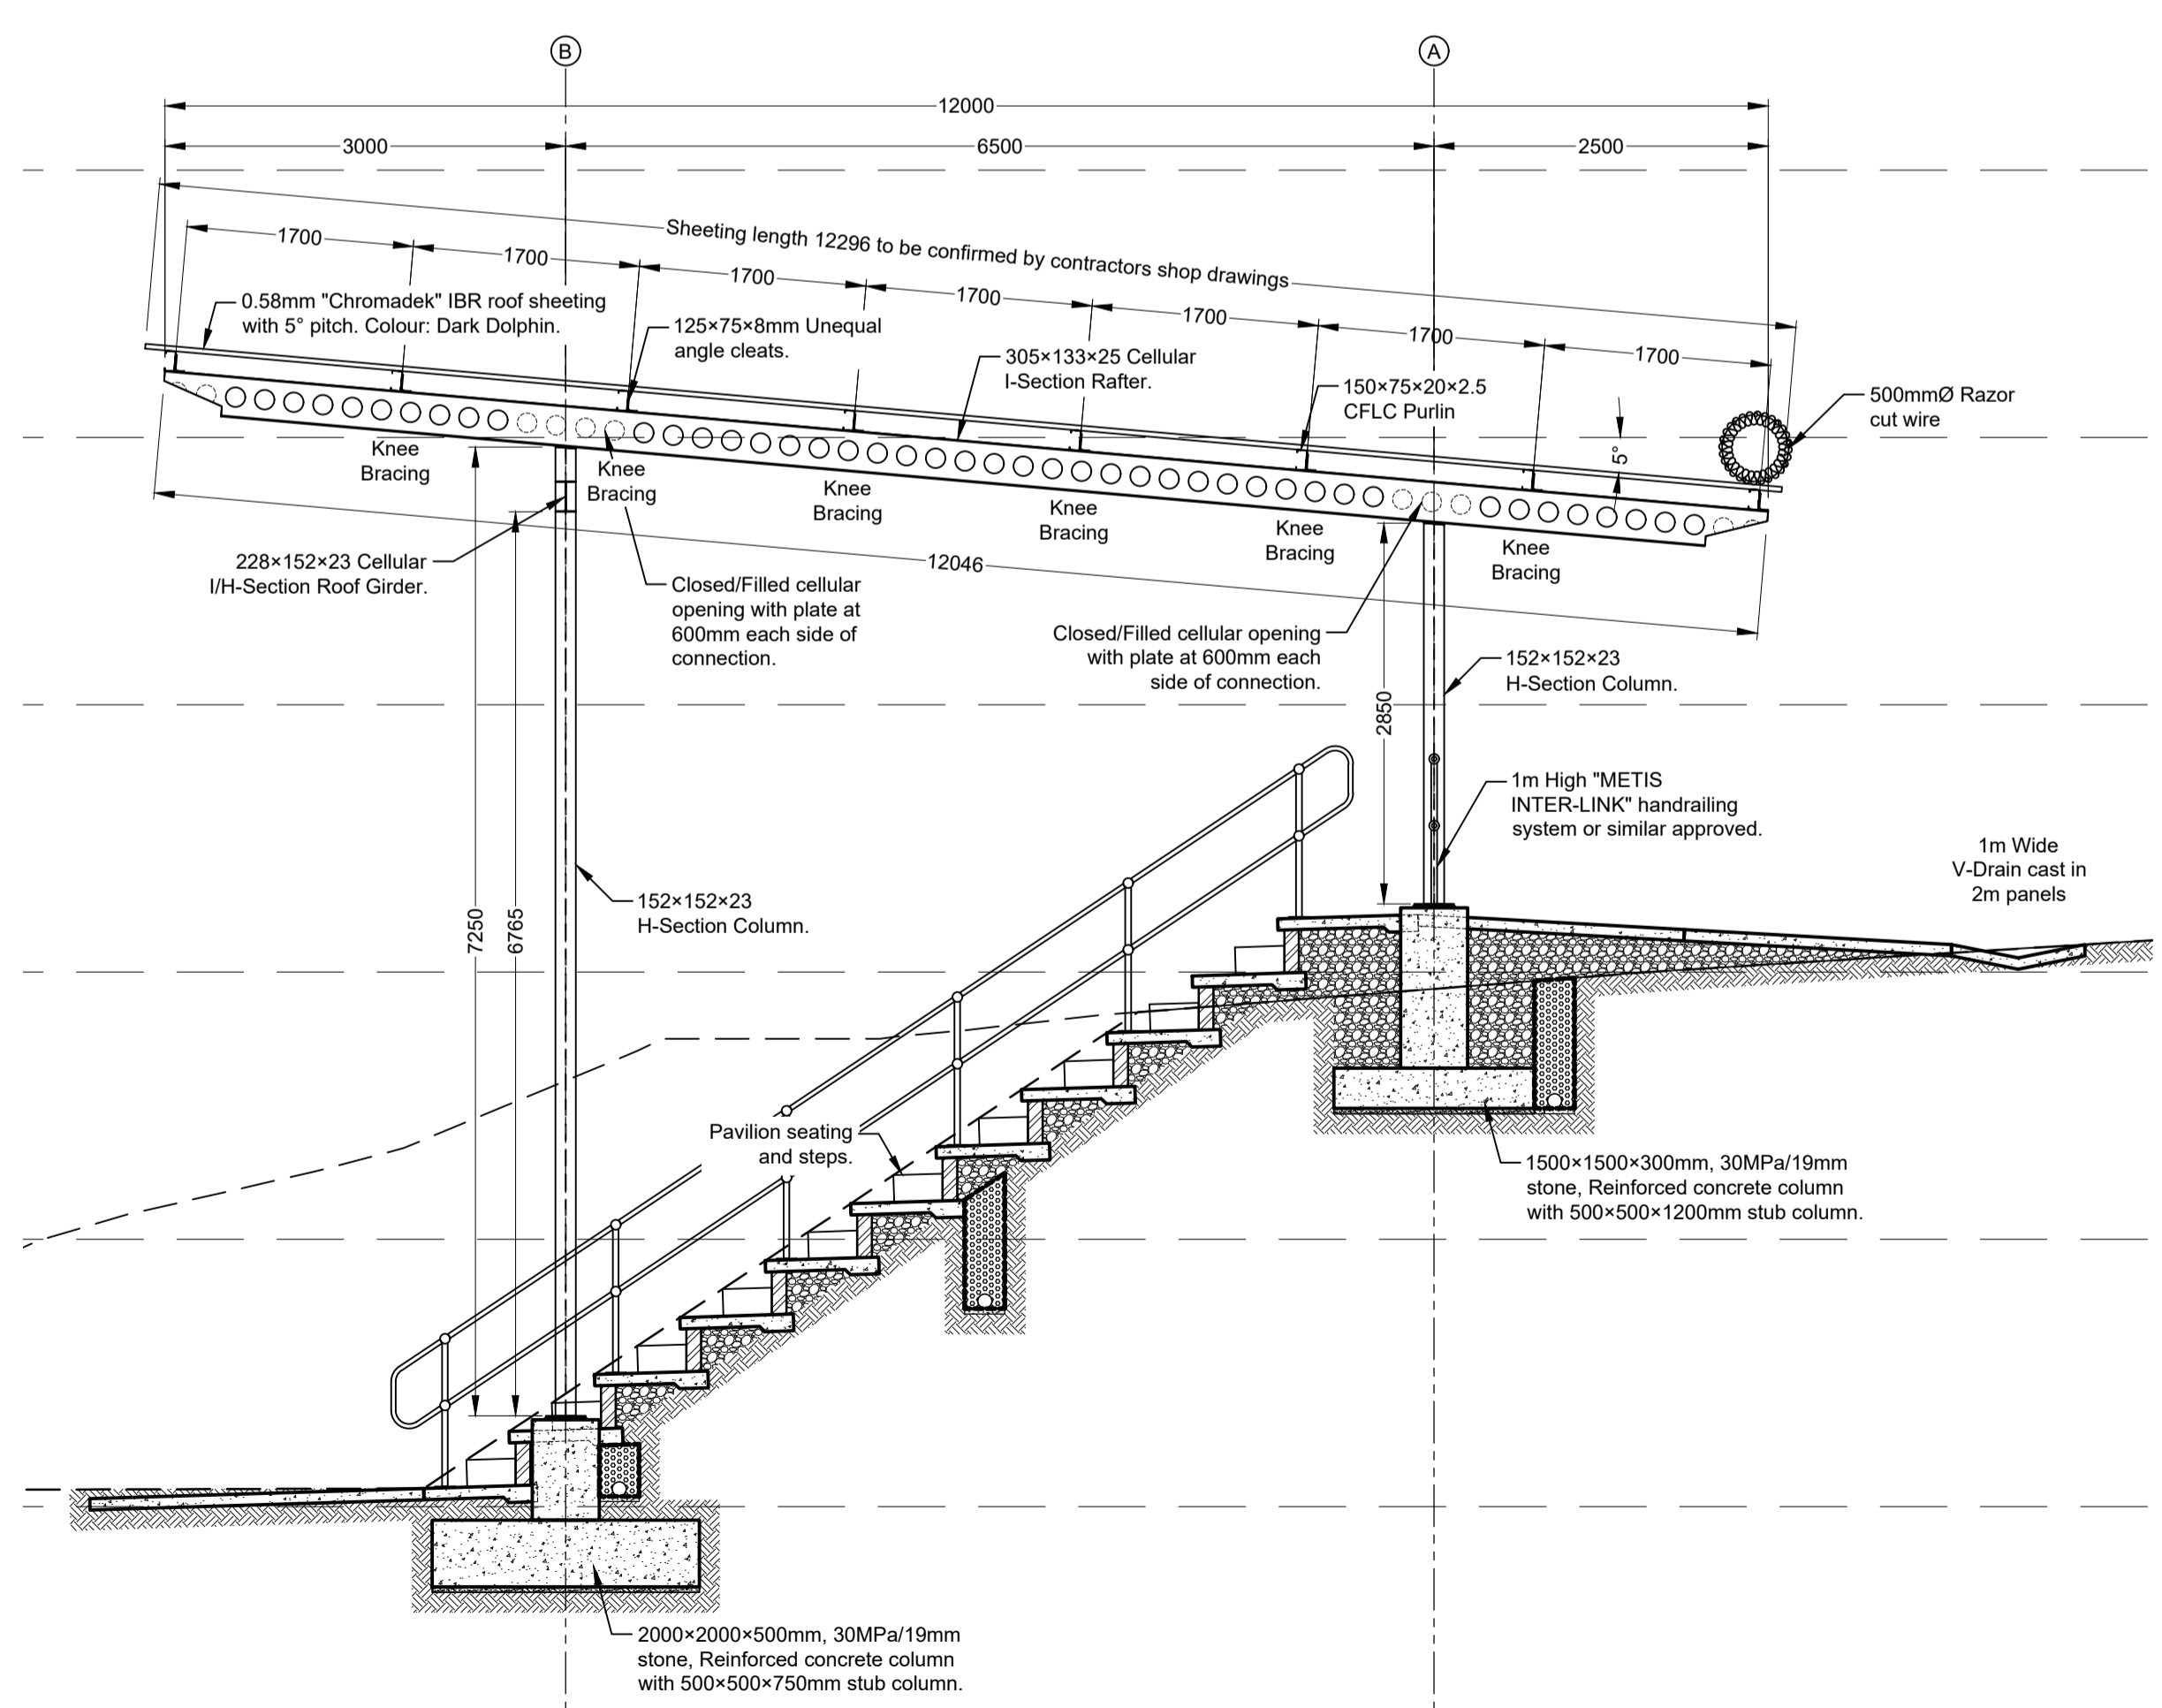 B
A
12000
3000
6500
2500
Sheeting length 12296 to be confirmed by contractors shop drawings
1700
1700
1700
1700
1700
1700
1700
0.58mm "Chromadek" IBR roof sheeting
with 5° pitch. Colour: Dark Dolphin.
125×75×8mm Unequal
angle cleats.
305×133×25 Cellular
I-Section Rafter.
150×75×20×2.5
CFLC Purlin
500mmØ Razor
cut wire
5°
Knee
Bracing
Knee
Bracing
Knee
Bracing
Knee
Bracing
Knee
Bracing
Knee
Bracing
12046
228×152×23 Cellular
I/H-Section Roof Girder.
Closed/Filled cellular
opening with plate at
600mm each side of
connection.
Closed/Filled cellular opening
with plate at 600mm each
side of connection.
152×152×23
H-Section Column.
2850
1m High "METIS
INTER-LINK" handrailing
system or similar approved.
1m Wide
V-Drain cast in
2m panels
152×152×23
H-Section Column.
7250
6765
Pavilion seating
and steps.
1500×1500×300mm, 30MPa/19mm
stone, Reinforced concrete column
with 500×500×1200mm stub column.
2000×2000×500mm, 30MPa/19mm
stone, Reinforced concrete column
with 500×500×750mm stub column.